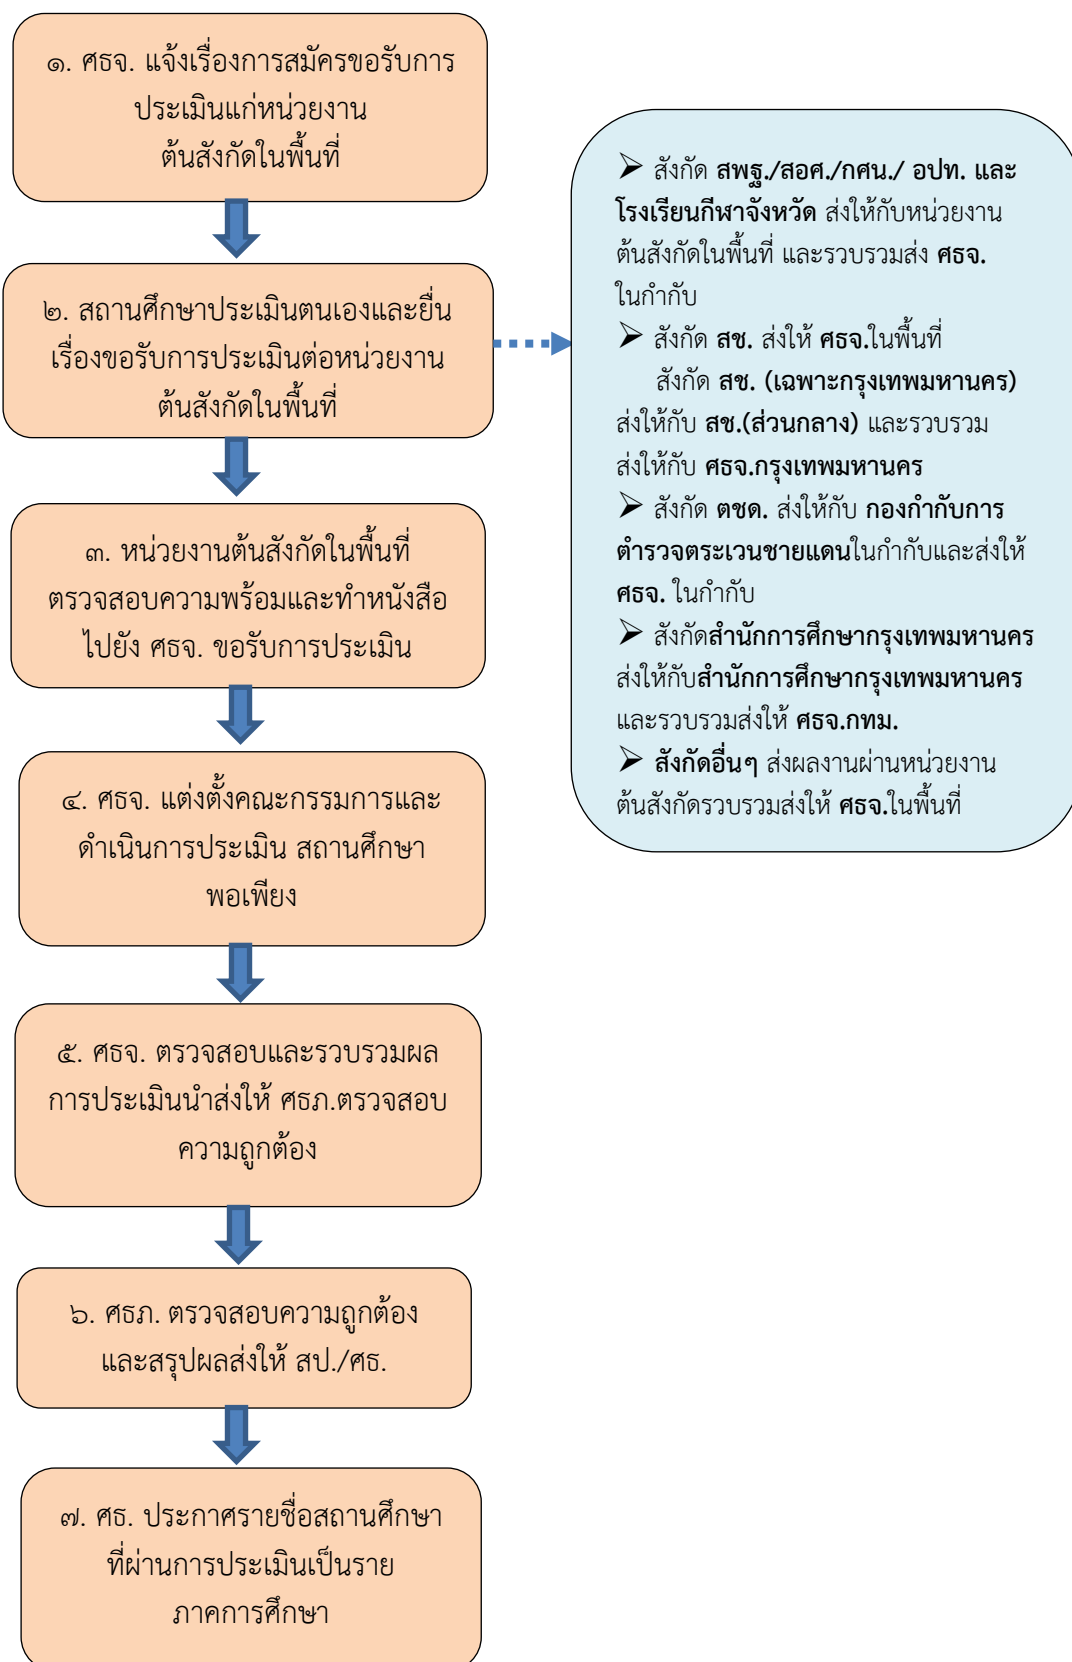 ๑. ศธจ. แจ้งเรื่องการสมัครขอรับการ
ประเมินแก่หน่วยงาน
ต้นสังกัดในพื้นที่
๒. สถานศึกษาประเมินตนเองและยื่น
เรื่องขอรับการประเมินต่อหน่วยงาน
ต้นสังกัดในพื้นที่
➢ สังกัด สพฐ./สอศ./กศน./ อปท. และ
โรงเรียนกีฬาจังหวัด ส่งให้กับหน่วยงาน
ต้นสังกัดในพื้นที่ และรวบรวมส่ง ศธจ.
ในกำกับ
➢ สังกัด สช. ส่งให้ ศธจ.ในพื้นที่
สังกัด สช. (เฉพาะกรุงเทพมหานคร)
ส่งให้กับ สช.(ส่วนกลาง) และรวบรวม
ส่งให้กับ ศธจ.กรุงเทพมหานคร
➢ สังกัด ตชด. ส่งให้กับ กองกำกับการ
ตำรวจตระเวนชายแดนในกำกับและส่งให้
ศธจ. ในกำกับ
➢ สังกัดสำนักการศึกษากรุงเทพมหานคร
ส่งให้กับสำนักการศึกษากรุงเทพมหานคร
และรวบรวมส่งให้ ศธจ.กทม.
➢ สังกัดอื่นๆ ส่งผลงานผ่านหน่วยงาน
ต้นสังกัดรวบรวมส่งให้ ศธจ.ในพื้นที่
๓. หน่วยงานต้นสังกัดในพื้นที่
ตรวจสอบความพร้อมและทำหนังสือ
ไปยัง ศธจ. ขอรับการประเมิน
๔. ศธจ. แต่งตั้งคณะกรรมการและ
ดำเนินการประเมิน สถานศึกษา
พอเพียง
๕. ศธจ. ตรวจสอบและรวบรวมผล
การประเมินนำส่งให้ ศธภ.ตรวจสอบ
ความถูกต้อง
๖. ศธภ. ตรวจสอบความถูกต้อง
และสรุปผลส่งให้ สป./ศธ.
๗. ศธ. ประกาศรายชื่อสถานศึกษา
ที่ผ่านการประเมินเป็นราย
ภาคการศึกษา